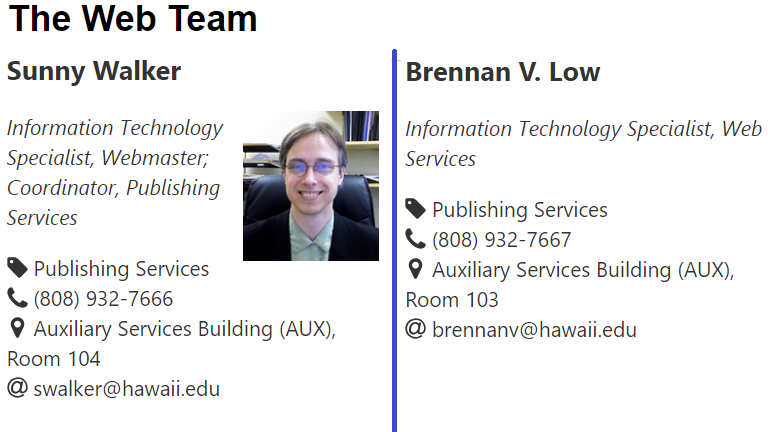 The Web Team
Sunny Walker
Information Technology
Specialist, Webmaster;
Coordinator, Publishing
Services
Publishing Services
(808) 932-7666
Auxiliary Services Building (AUX),
Room 104
@ swalker@hawaii.edu
Brennan V. Low
Information Technology Specialist, Web
Services
Publishing Services
(808) 932-7667
Auxiliary Services Building (AUX),
Room 103
@ brennanv@hawaii.edu